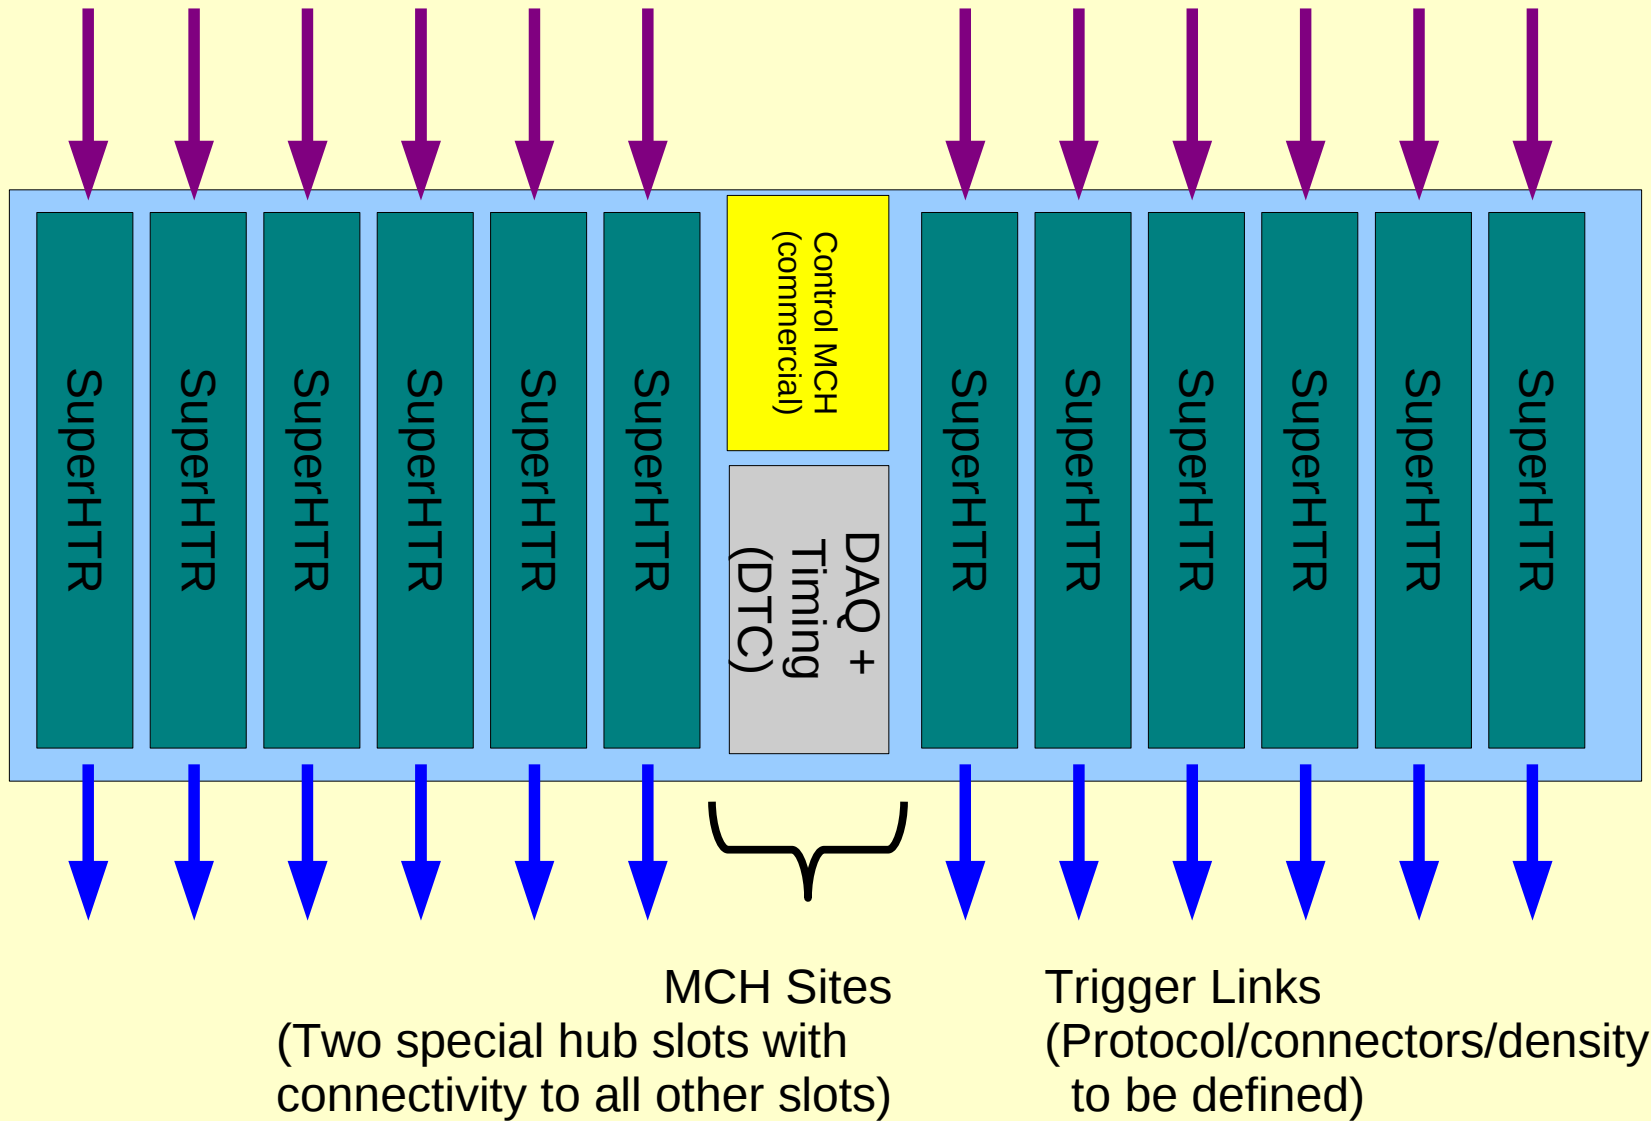 SuperHTR
SuperHTR
SuperHTR
SuperHTR
SuperHTR
SuperHTR
Control MCH
(commercial)
DAQ +
Timing
(DTC)
SuperHTR
SuperHTR
SuperHTR
SuperHTR
SuperHTR
SuperHTR
MCH Sites
(Two special hub slots with
connectivity to all other slots)
Trigger Links
(Protocol/connectors/density
to be defined)